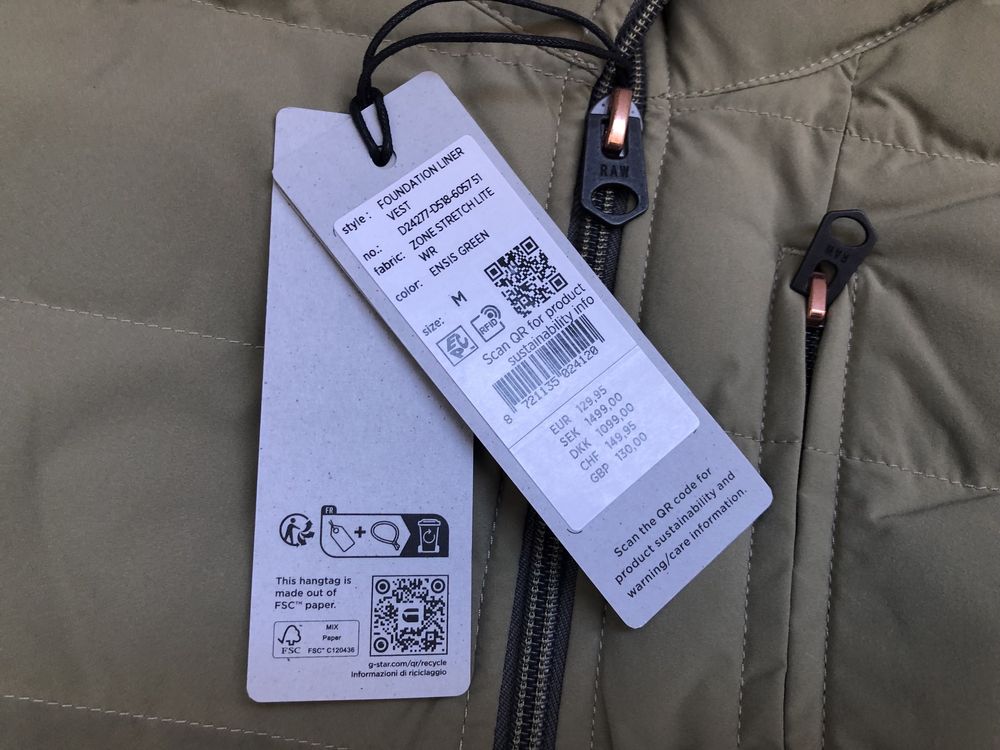 style: FOUNDATION LINER
VEST
no.: D24277-D518-6057 51
fabric: ZONE STRETCH LITE
WR
color: ENSIS GREEN
size: M
RFID
Scan QR for product
sustainability info
8 721135 024120
EUR 129,95
SEK 1499,00
DKK 1099,00
CHF 149,95
GBP 130,00
Scan the QR code for
product sustainability and
warning/care information.
FR
This hangtag is
made out of
FSC™ paper.
FSC
MIX
Paper
FSC® C120436
g-star.com/qr/recycle
Informazioni di riciclaggio
RAW
RAW